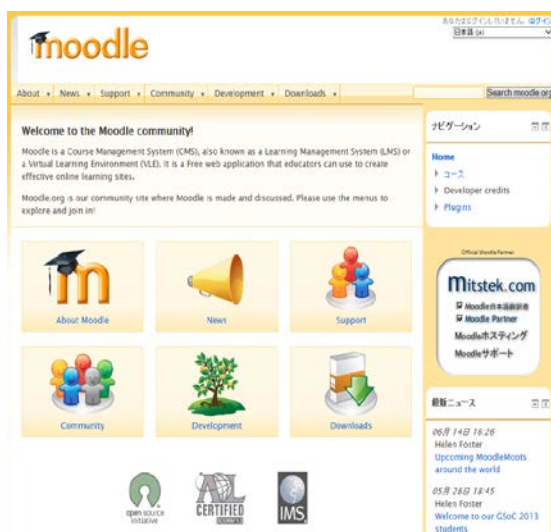 あなたはログインしていません。 (ログイン
日本語 (ja)
moodle
About News Support Community Development Downloads
Search moodle.org
Welcome to the Moodle community!
Moodle is a Course Management System (CMS), also known as a Learning Management System (LMS) or
a Virtual Learning Environment (VLE). It is a Free web application that educators can use to create
effective online learning sites.
Moodle.org is our community site where Moodle is made and discussed. Please use the menus to
explore and join in!
About Moodle
News
Support
Community
Development
Downloads
open source
initiative
ADL
CERTIFIED
IMS
ナビゲーション
Home
コース
Developer credits
Plugins
Official Moodle Partner
mitstek.com
Moodle日本語翻訳者
Moodle Partner
Moodleホスティング
Moodleサポート
最新ニュース
06月 14日 16:26
Helen Foster
Upcoming MoodleMoots
around the world
05月 28日 18:45
Helen Foster
Welcome to our GSoC 2013
students